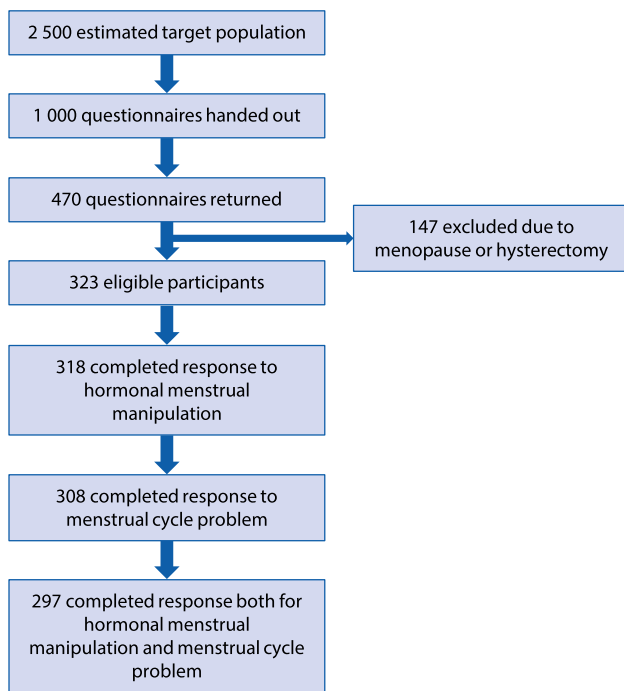 2 500 estimated target population
1 000 questionnaires handed out
470 questionnaires returned
147 excluded due to
menopause or hysterectomy
323 eligible participants
318 completed response to
hormonal menstrual
manipulation
308 completed response to
menstrual cycle problem
297 completed response both for
hormonal menstrual
manipulation and menstrual cycle
problem